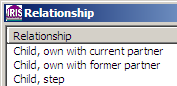 IRIS Relationship
Relationship
Child, own with current partner
Child, own with former partner
Child, step